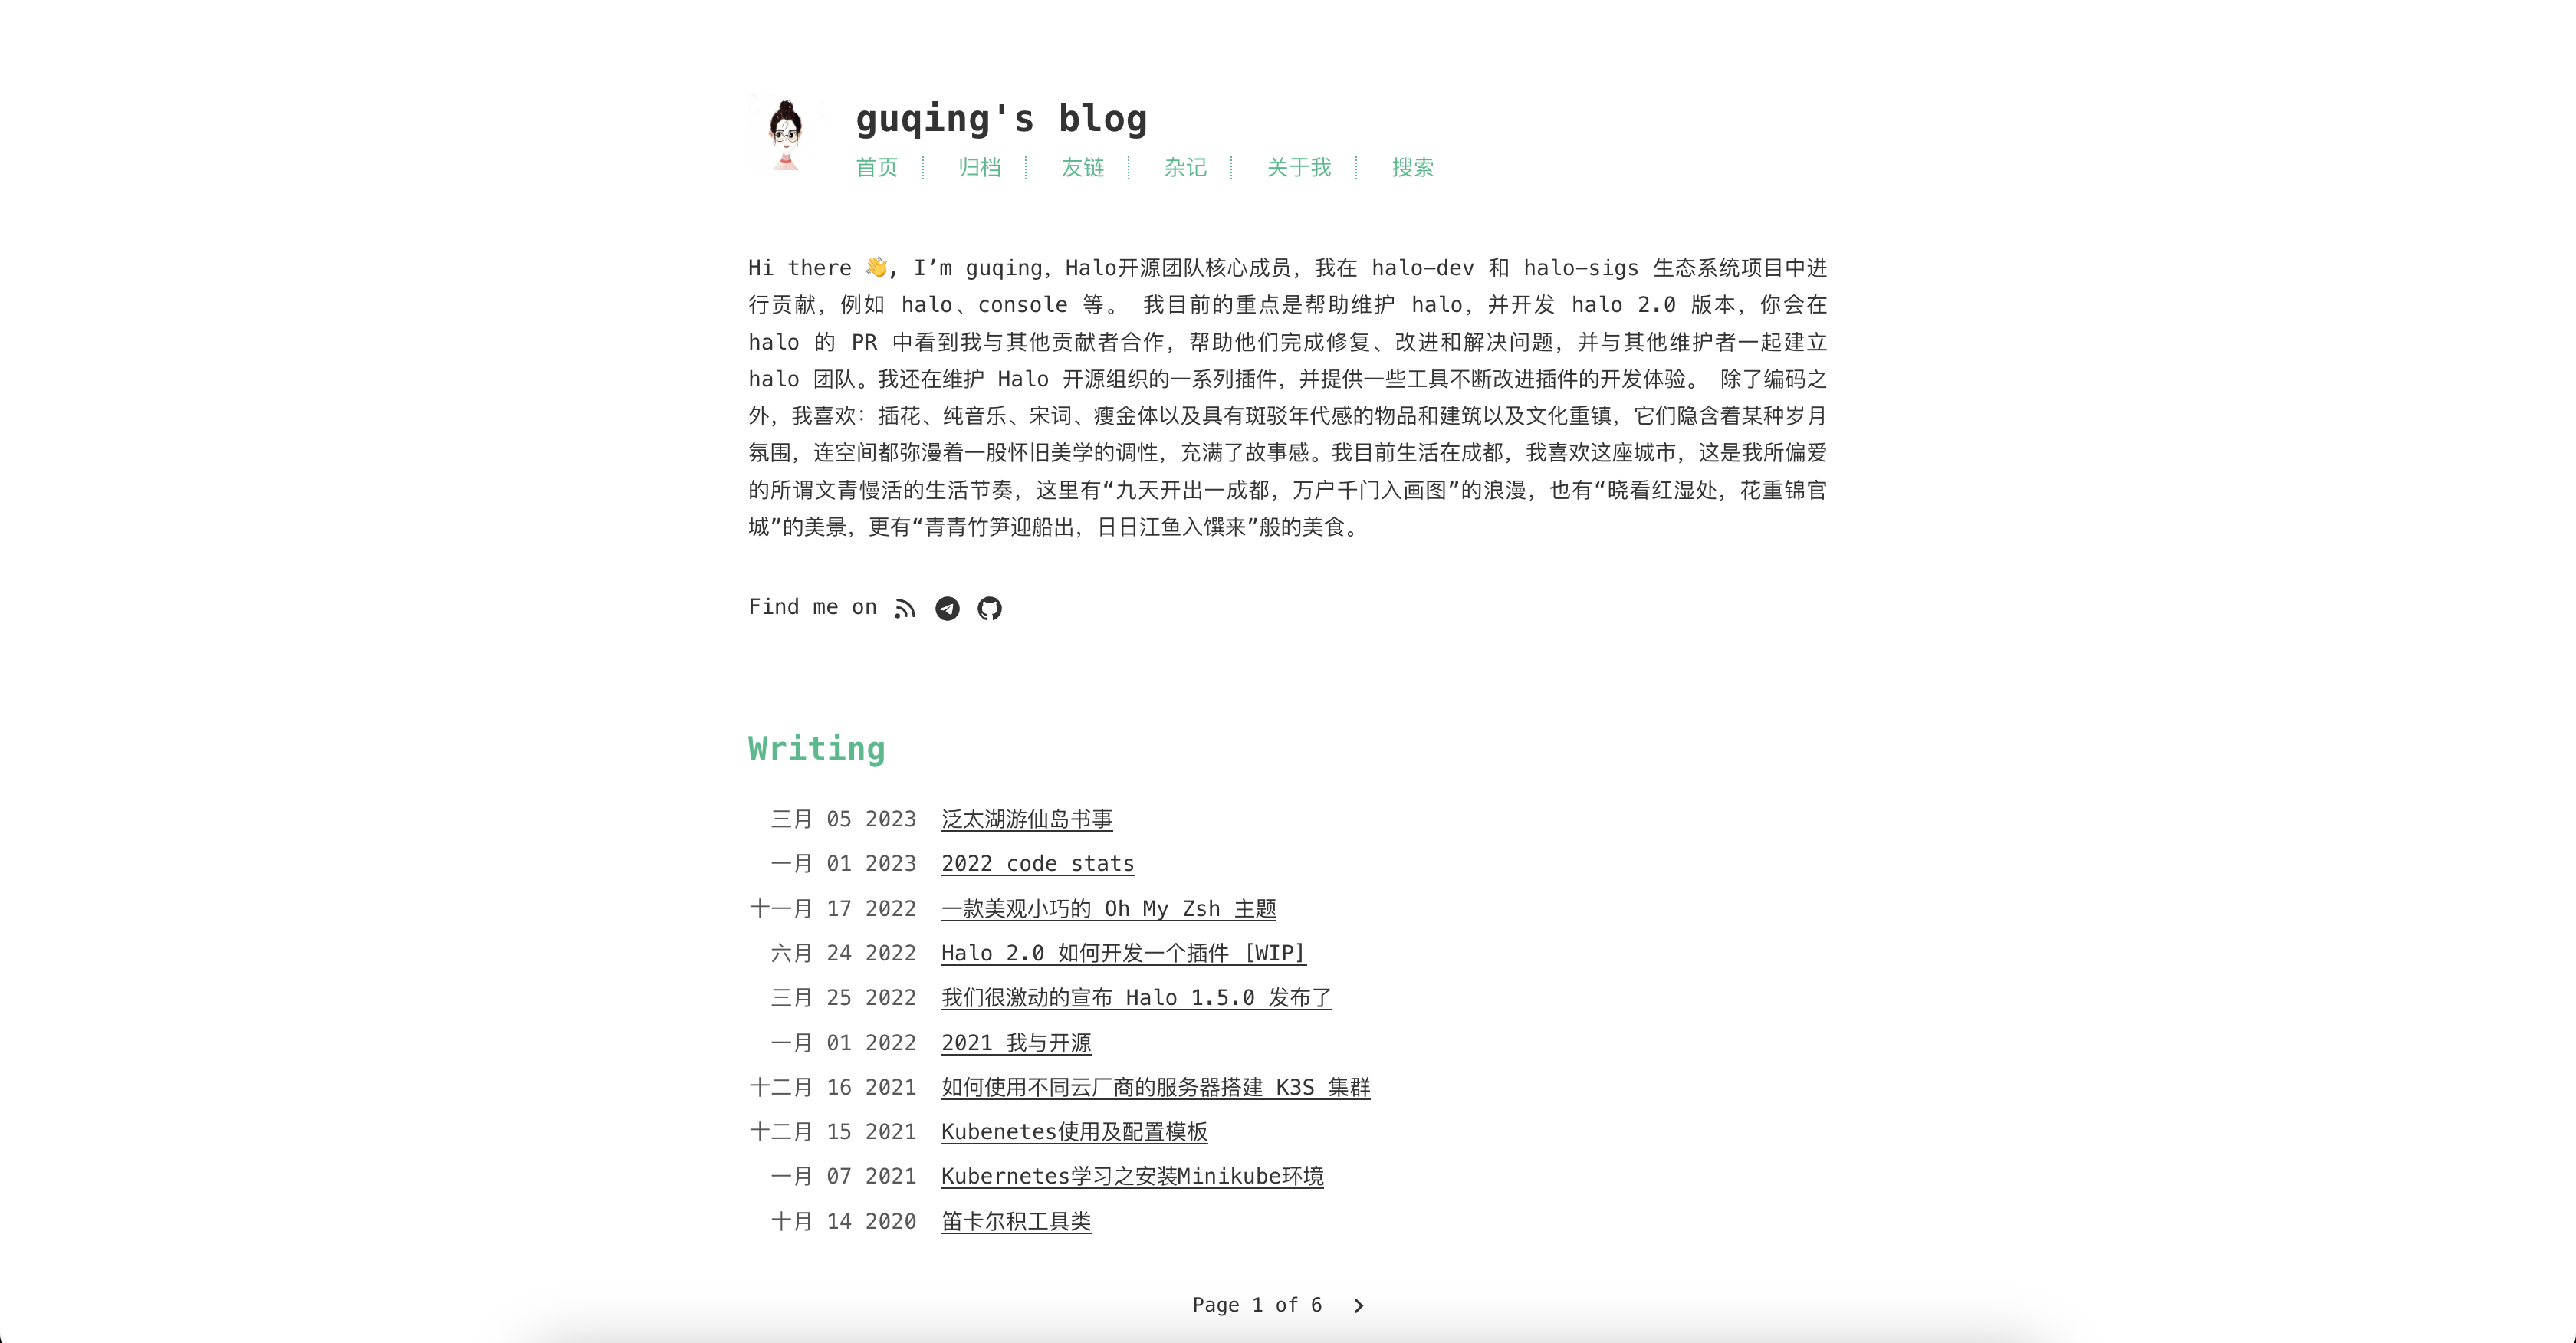 guqing's blog
首页 归档 友链 杂记 关于我 搜索
Hi there 👋, I’m guqing，Halo开源团队核心成员，我在 halo-dev 和 halo-sigs 生态系统项目中进
行贡献，例如 halo、console 等。 我目前的重点是帮助维护 halo，并开发 halo 2.0 版本，你会在
halo 的 PR 中看到我与其他贡献者合作，帮助他们完成修复、改进和解决问题，并与其他维护者一起建立
halo 团队。我还在维护 Halo 开源组织的一系列插件，并提供一些工具不断改进插件的开发体验。 除了编码之
外，我喜欢：插花、纯音乐、宋词、瘦金体以及具有斑驳年代感的物品和建筑以及文化重镇，它们隐含着某种岁月
氛围，连空间都弥漫着一股怀旧美学的调性，充满了故事感。我目前生活在成都，我喜欢这座城市，这是我所偏爱
的所谓文青慢活的生活节奏，这里有“九天开出一成都，万户千门入画图”的浪漫，也有“晓看红湿处，花重锦官
城”的美景，更有“青青竹笋迎船出，日日江鱼入馔来”般的美食。
Find me on
Writing
三月 05 2023 泛太湖游仙岛书事
一月 01 2023 2022 code stats
十一月 17 2022 一款美观小巧的 Oh My Zsh 主题
六月 24 2022 Halo 2.0 如何开发一个插件 [WIP]
三月 25 2022 我们很激动的宣布 Halo 1.5.0 发布了
一月 01 2022 2021 我与开源
十二月 16 2021 如何使用不同云厂商的服务器搭建 K3S 集群
十二月 15 2021 Kubenetes使用及配置模板
一月 07 2021 Kubernetes学习之安装Minikube环境
十月 14 2020 笛卡尔积工具类
Page 1 of 6